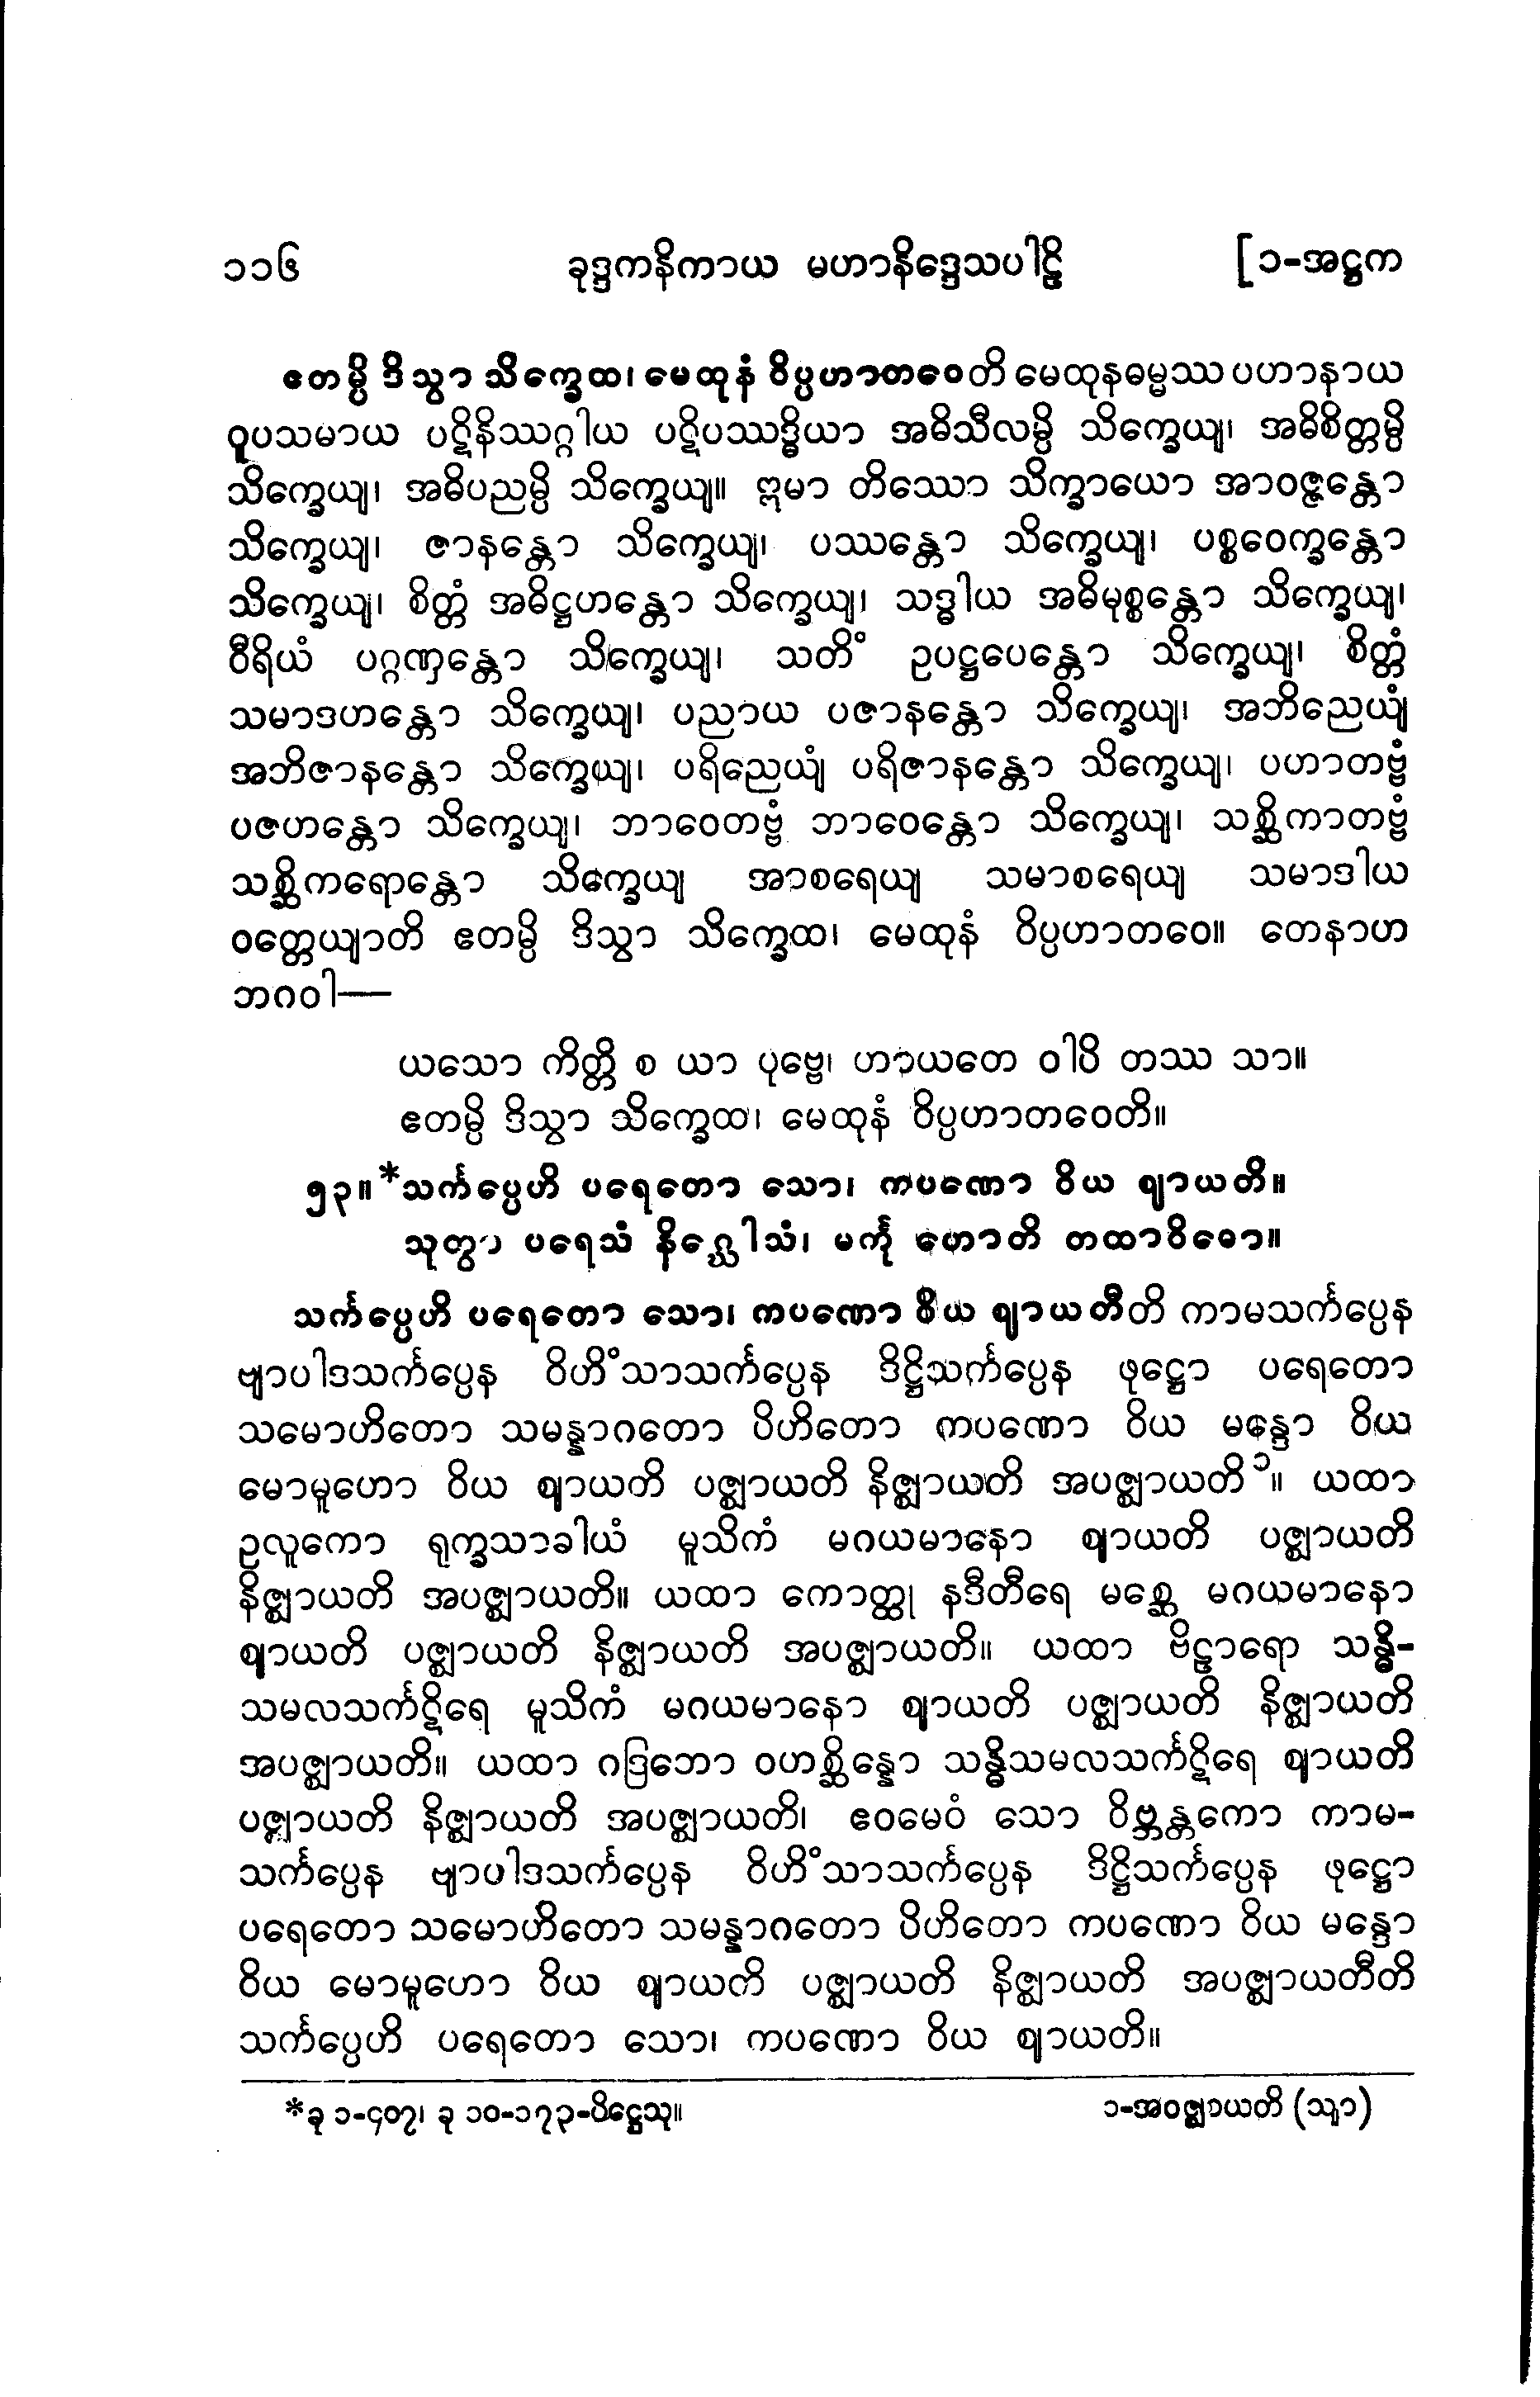 ၁၁၆ ခုဒ္ဒကနိကာယ မဟာနိဒ္ဒေသပါဠိ [၁-အဋ္ဌက
ဧတမ္ပိ ဒိသွာ သိက္ခေထ၊ မေထုနံ ဝိပ္ပဟာတဝေတိ မေထုနဓမ္မဿ ပဟာနာယ
ဝူပသမာယ ပဋိနိဿဂ္ဂါယ ပဋိပဿဒ္ဓိယာ အဓိသီလမ္ပိ သိက္ခေယျ၊ အဓိစိတ္တမ္ပိ
သိက္ခေယျ၊ အဓိပညမ္ပိ သိက္ခေယျ။ ဣမာ တိဿော သိက္ခာယော အာဝဇ္ဇန္တော
သိက္ခေယျ၊ ဇာနန္တော သိက္ခေယျ၊ ပဿန္တော သိက္ခေယျ၊ ပစ္စဝေက္ခန္တော
သိက္ခေယျ၊ စိတ္တံ အဓိဋ္ဌဟန္တော သိက္ခေယျ၊ သဒ္ဓါယ အဓိမုစ္စန္တော သိက္ခေယျ၊
ဝီရိယံ ပဂ္ဂဏှန္တော သိက္ခေယျ၊ သတိံ ဥပဋ္ဌပေန္တော သိက္ခေယျ၊ စိတ္တံ
သမာဒဟန္တော သိက္ခေယျ၊ ပညာယ ပဇာနန္တော သိက္ခေယျ၊ အဘိညေယျံ
အဘိဇာနန္တော သိက္ခေယျ၊ ပရိညေယျံ ပရိဇာနန္တော သိက္ခေယျ၊ ပဟာတဗ္ဗံ
ပဇဟန္တော သိက္ခေယျ၊ ဘာဝေတဗ္ဗံ ဘာဝေန္တော သိက္ခေယျ၊ သစ္ဆိကာတဗ္ဗံ
သစ္ဆိကရောန္တော သိက္ခေယျ အာစရေယျ သမာစရေယျ သမာဒါယ
ဝတ္တေယျာတိ ဧတမ္ပိ ဒိသွာ သိက္ခေထ၊ မေထုနံ ဝိပ္ပဟာတဝေ။ တေနာဟ
ဘဂဝါ—
ယသော ကိတ္တိ စ ယာ ပုဗ္ဗေ၊ ဟာယတေ ဝါပိ တဿ သာ။
ဧတမ္ပိ ဒိသွာ သိက္ခေထ၊ မေထုနံ ဝိပ္ပဟာတဝေတိ။
၅၃။ *သင်္ကပ္ပေဟိ ပရေတော သော၊ ကပဏော ဝိယ ဈာယတိ။
သုတွာ ပရေသံ နိဂ္ဃေါသံ၊ မင်္ကု ဟောတိ တထာဝိဓော။
သင်္ကပ္ပေဟိ ပရေတော သော၊ ကပဏော ဝိယ ဈာယတီတိ ကာမသင်္ကပ္ပေန
ဗျာပါဒသင်္ကပ္ပေန ဝိဟိံသာသင်္ကပ္ပေန ဒိဋ္ဌိသင်္ကပ္ပေန ဖုဋ္ဌော ပရေတော
သမောဟိတော သမန္နာဂတော ပိဟိတော ကပဏော ဝိယ မန္ဒော ဝိယ
မောမူဟော ဝိယ ဈာယတိ ပဇ္ဈာယတိ နိဇ္ဈာယတိ အပဇ္ဈာယတိ၁။ ယထာ
ဥလူကော ရုက္ခသာခါယံ မူသိကံ မဂယမာနော ဈာယတိ ပဇ္ဈာယတိ
နိဇ္ဈာယတိ အပဇ္ဈာယတိ။ ယထာ ကောတ္ထု နဒီတီရေ မစ္ဆေ မဂယမာနော
ဈာယတိ ပဇ္ဈာယတိ နိဇ္ဈာယတိ အပဇ္ဈာယတိ။ ယထာ ဗိဠာရော သန္ဓိ-
သမလသင်္ကဋိရေ မူသိကံ မဂယမာနော ဈာယတိ ပဇ္ဈာယတိ နိဇ္ဈာယတိ
အပဇ္ဈာယတိ။ ယထာ ဂဒြဘော ဝဟစ္ဆိန္နော သန္ဓိသမလသင်္ကဋိရေ ဈာယတိ
ပဇ္ဈာယတိ နိဇ္ဈာယတိ အပဇ္ဈာယတိ၊ ဧဝမေဝံ သော ဝိဗ္ဘန္တကော ကာမ-
သင်္ကပ္ပေန ဗျာပါဒသင်္ကပ္ပေန ဝိဟိံသာသင်္ကပ္ပေန ဒိဋ္ဌိသင်္ကပ္ပေန ဖုဋ္ဌော
ပရေတော သမောဟိတော သမန္နာဂတော ပိဟိတော ကပဏော ဝိယ မန္ဒော
ဝိယ မောမူဟော ဝိယ ဈာယတိ ပဇ္ဈာယတိ နိဇ္ဈာယတိ အပဇ္ဈာယတီတိ
သင်္ကပ္ပေဟိ ပရေတော သော၊ ကပဏော ဝိယ ဈာယတိ။
*ခု ၁-၄၀၇၊ ခု ၁၀-၁၇၃-ပိဋ္ဌေသု။ ၁-အဝဇ္ဈာယတိ (သျာ)